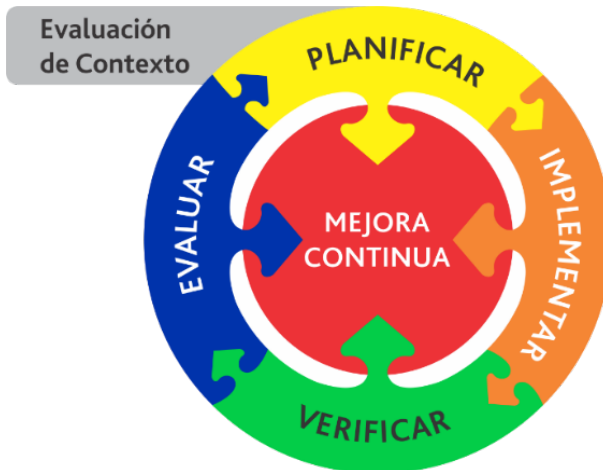 Evaluación
de Contexto
PLANIFICAR
IMPLEMENTAR
VERIFICAR
EVALUAR
MEJORA
CONTINUA